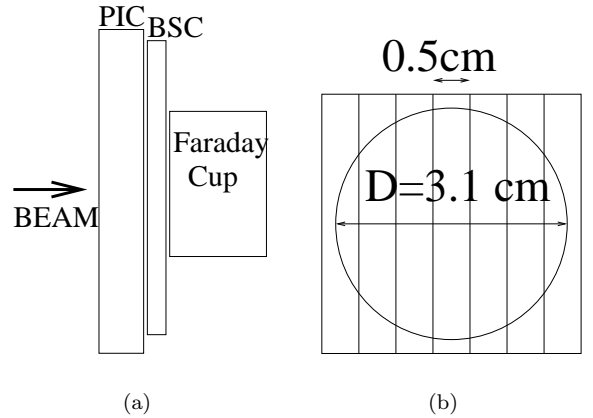 PIC
BSC
Faraday
Cup
BEAM
(a)
0.5cm
D=3.1 cm
(b)